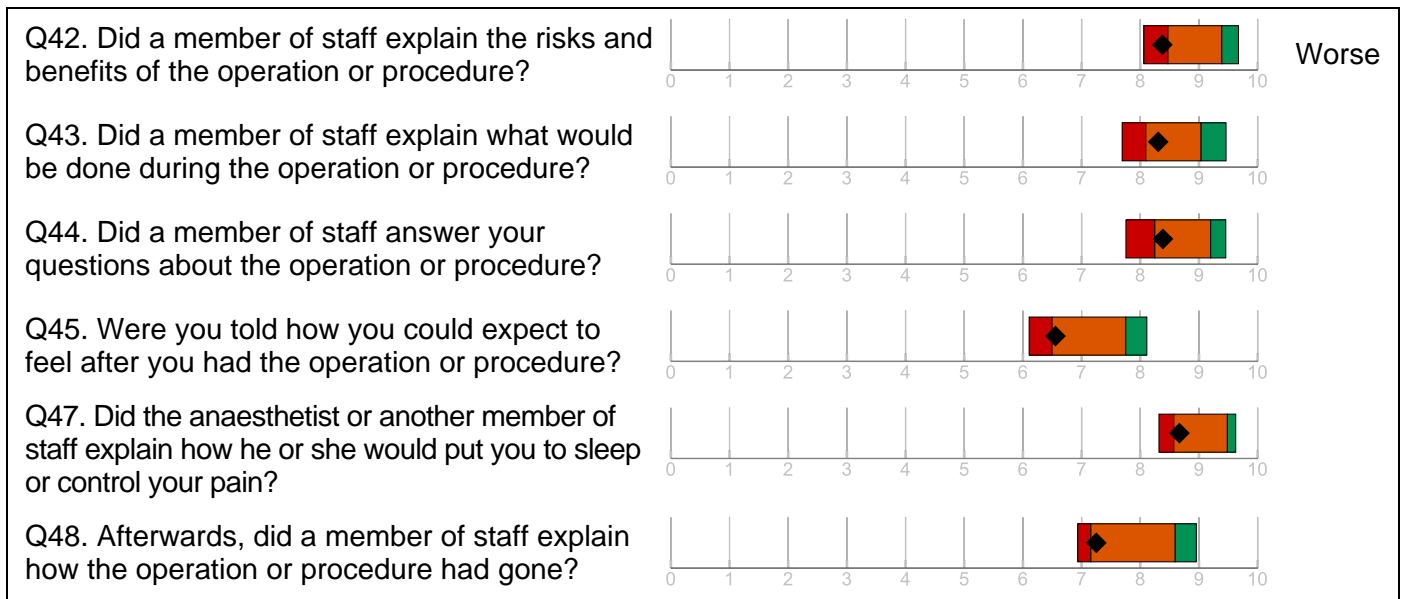 Q42. Did a member of staff explain the risks and
benefits of the operation or procedure?
0 1 2 3 4 5 6 7 8 9 10
Worse
Q43. Did a member of staff explain what would
be done during the operation or procedure?
0 1 2 3 4 5 6 7 8 9 10
Q44. Did a member of staff answer your
questions about the operation or procedure?
0 1 2 3 4 5 6 7 8 9 10
Q45. Were you told how you could expect to
feel after you had the operation or procedure?
0 1 2 3 4 5 6 7 8 9 10
Q47. Did the anaesthetist or another member of
staff explain how he or she would put you to sleep
or control your pain?
0 1 2 3 4 5 6 7 8 9 10
Q48. Afterwards, did a member of staff explain
how the operation or procedure had gone?
0 1 2 3 4 5 6 7 8 9 10